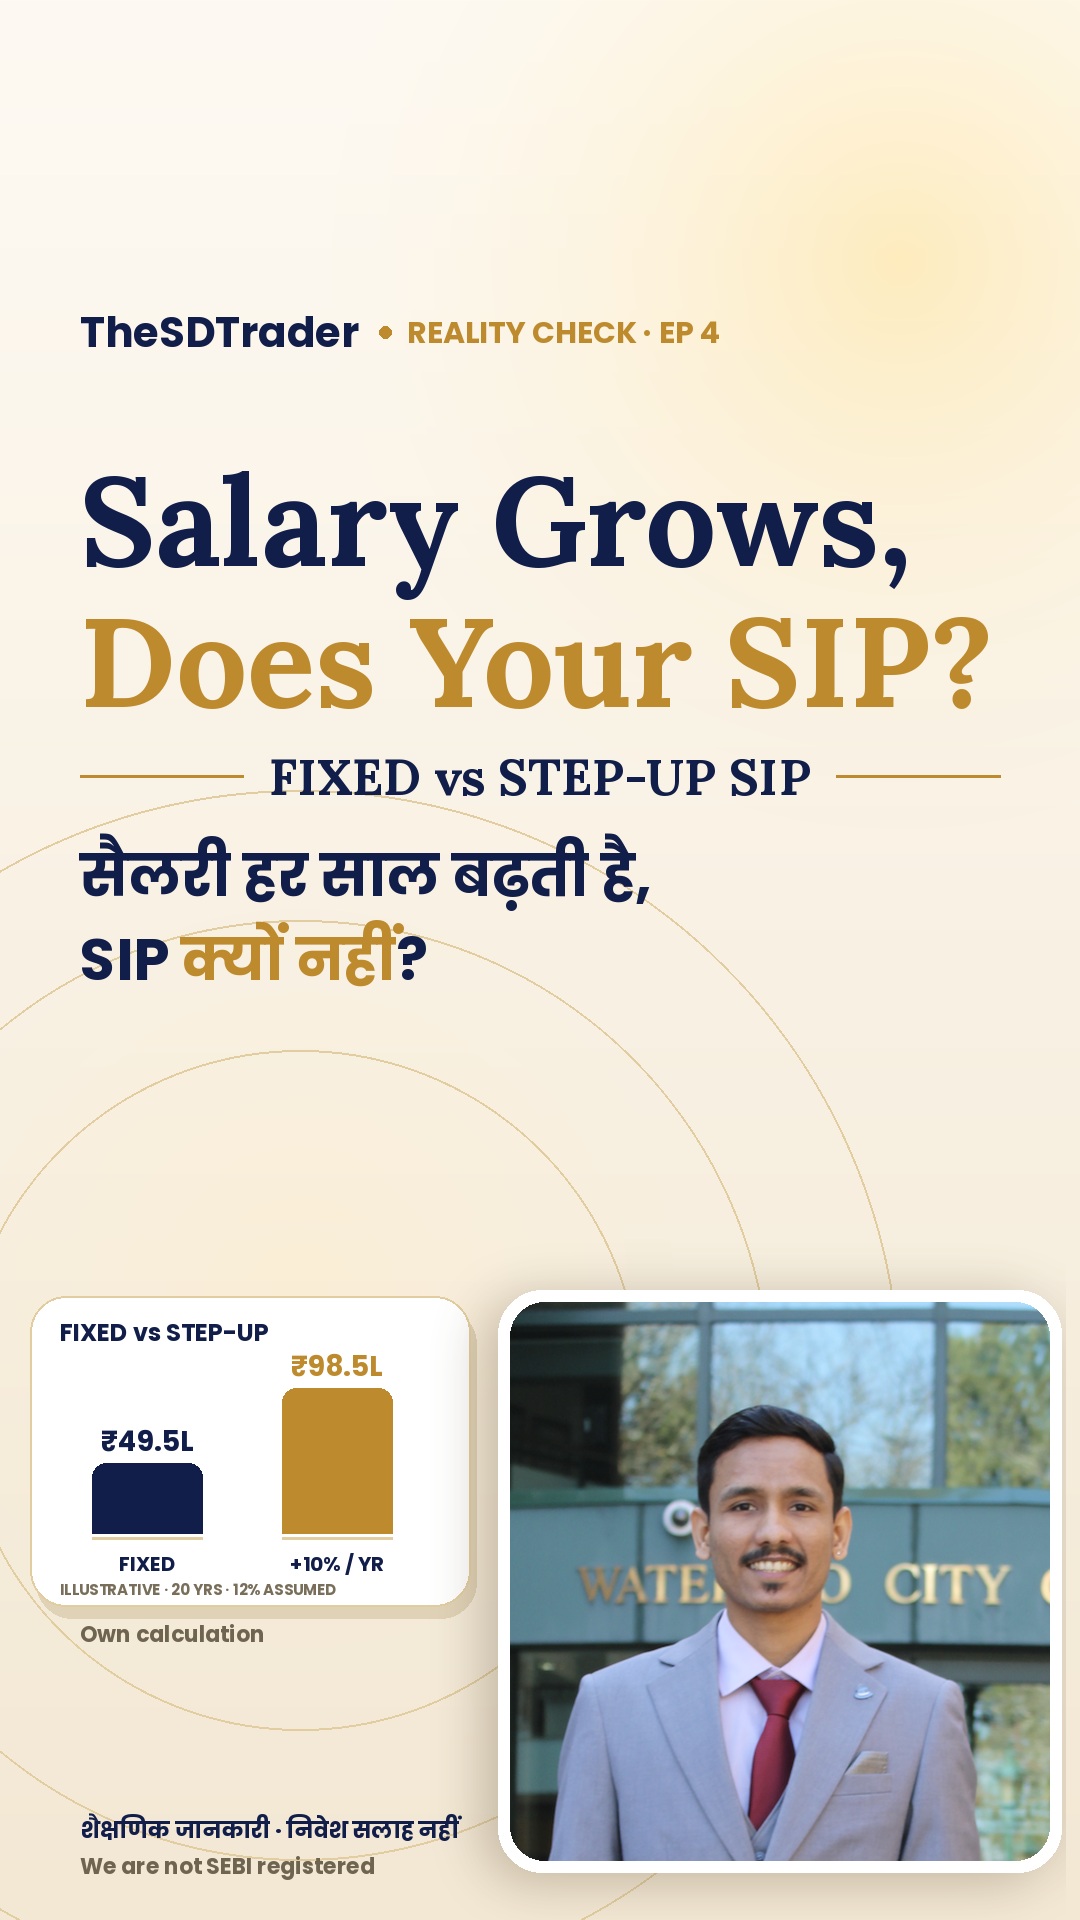 TheSDTrader • REALITY CHECK · EP 4
Salary Grows,
Does Your SIP?
FIXED vs STEP-UP SIP
सैलरी हर साल बढ़ती है,
SIP क्यों नहीं?
FIXED vs STEP-UP
₹98.5L
₹49.5L
FIXED
+10% / YR
ILLUSTRATIVE · 20 YRS · 12% ASSUMED
Own calculation
CITY
शैक्षणिक जानकारी · निवेश सलाह नहीं
We are not SEBI registered